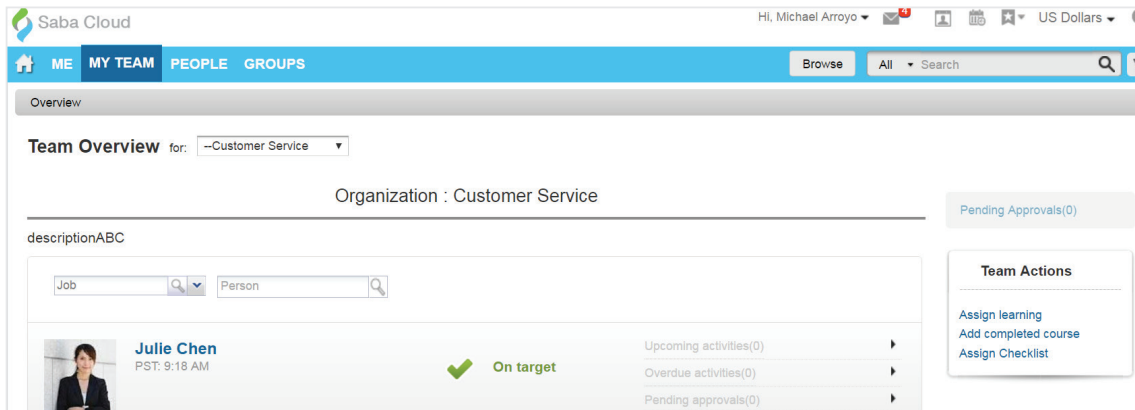 Saba Cloud
Hi, Michael Arroyo
4
US Dollars
ME MY TEAM PEOPLE GROUPS
Browse
All Search
Overview
Team Overview for: --Customer Service
Organization : Customer Service
Pending Approvals(0)
descriptionABC
Team Actions
Job
Person
Assign learning
Add completed course
Assign Checklist
Julie Chen
PST: 9:18 AM
On target
Upcoming activities(0)
Overdue activities(0)
Pending approvals(0)